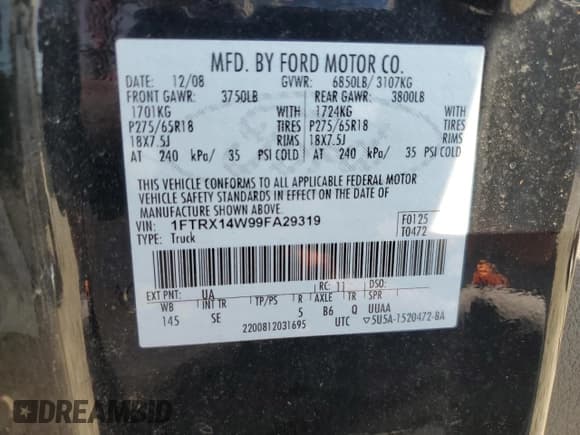 MFD. BY FORD MOTOR CO.
DATE: 12/08 GVWR: 6850LB/ 3107KG
FRONT GAWR: 3750LB REAR GAWR: 3800LB
1701KG WITH 1724KG WITH
P275/65R18 TIRES P275/65R18 TIRES
18X7.5J RIMS 18X7.5J RIMS
AT 240 kPa/ 35 PSI COLD AT 240 kPa/ 35 PSI COLD
THIS VEHICLE CONFORMS TO ALL APPLICABLE FEDERAL MOTOR
VEHICLE SAFETY STANDARDS IN EFFECT ON THE DATE OF
MANUFACTURE SHOWN ABOVE.
VIN: 1FTRX14W99FA29319 F0125
TYPE: Truck T0472
EXT PNT: UA RC: 11 DSO:
WB INT TR TP/PS R AXLE TR SPR
145 SE 5 B6 Q UUAA
2200812031695 UTC ▽5U5A-1520472-BA
DREAMBID